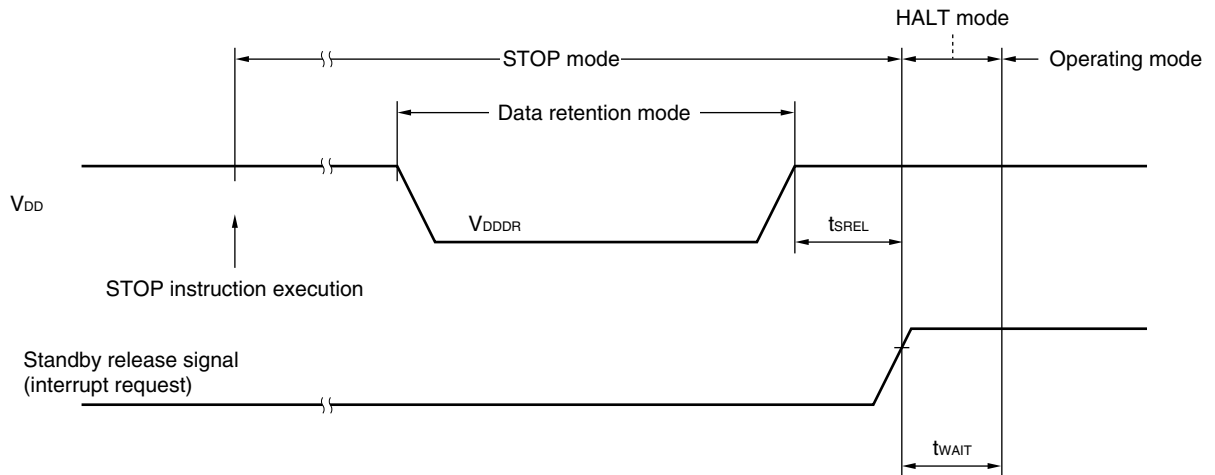 HALT mode
STOP mode
Operating mode
Data retention mode
VDD
VDDDR
tSREL
STOP instruction execution
Standby release signal
(interrupt request)
tWAIT